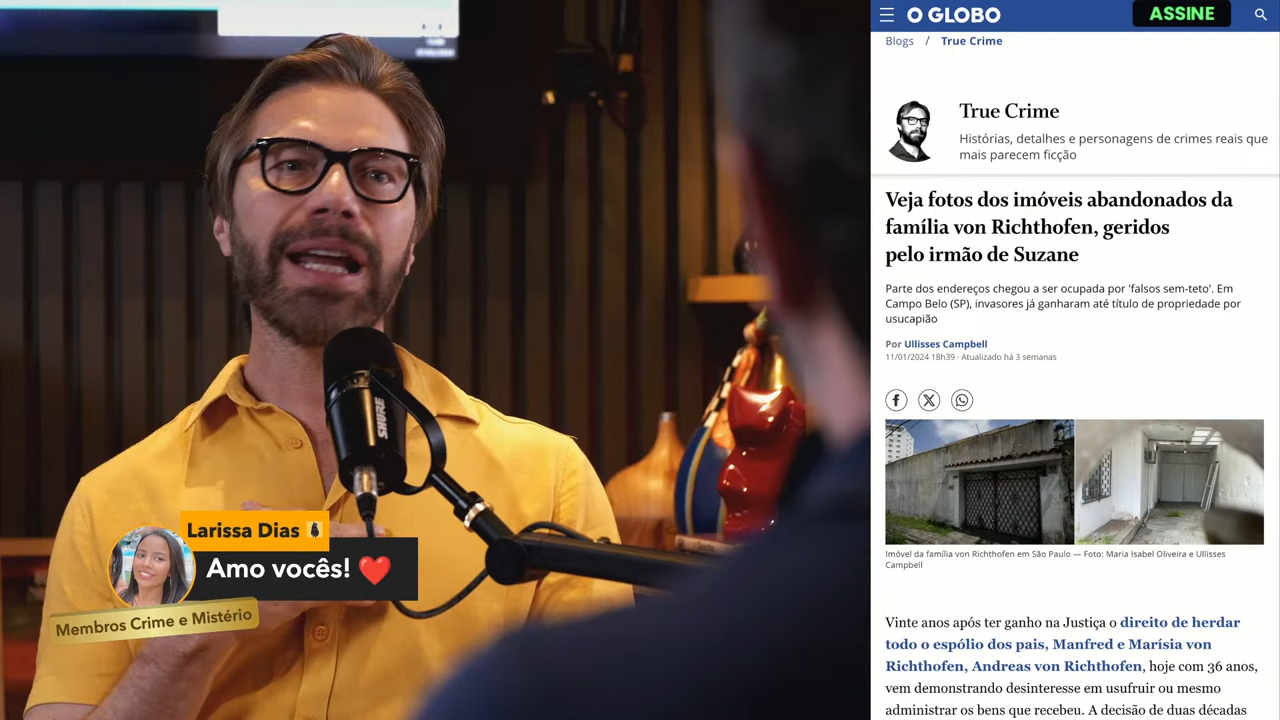 SHURE
Larissa Dias
Amo vocês! ❤️
Membros Crime e Mistério
O GLOBO
ASSINE
Blogs / True Crime
True Crime
Histórias, detalhes e personagens de crimes reais que
mais parecem ficção
Veja fotos dos imóveis abandonados da
família von Richthofen, geridos
pelo irmão de Suzane
Parte dos endereços chegou a ser ocupada por 'falsos sem-teto'. Em
Campo Belo (SP), invasores já ganharam até título de propriedade por
usucapião
Por Ullisses Campbell
11/01/2024 18h39 · Atualizado há 3 semanas
Imóvel da família von Richthofen em São Paulo — Foto: Maria Isabel Oliveira e Ullisses
Campbell
Vinte anos após ter ganho na Justiça o direito de herdar
todo o espólio dos pais, Manfred e Marísia von
Richthofen, Andreas von Richthofen, hoje com 36 anos,
vem demonstrando desinteresse em usufruir ou mesmo
administrar os bens que recebeu. A decisão de duas décadas